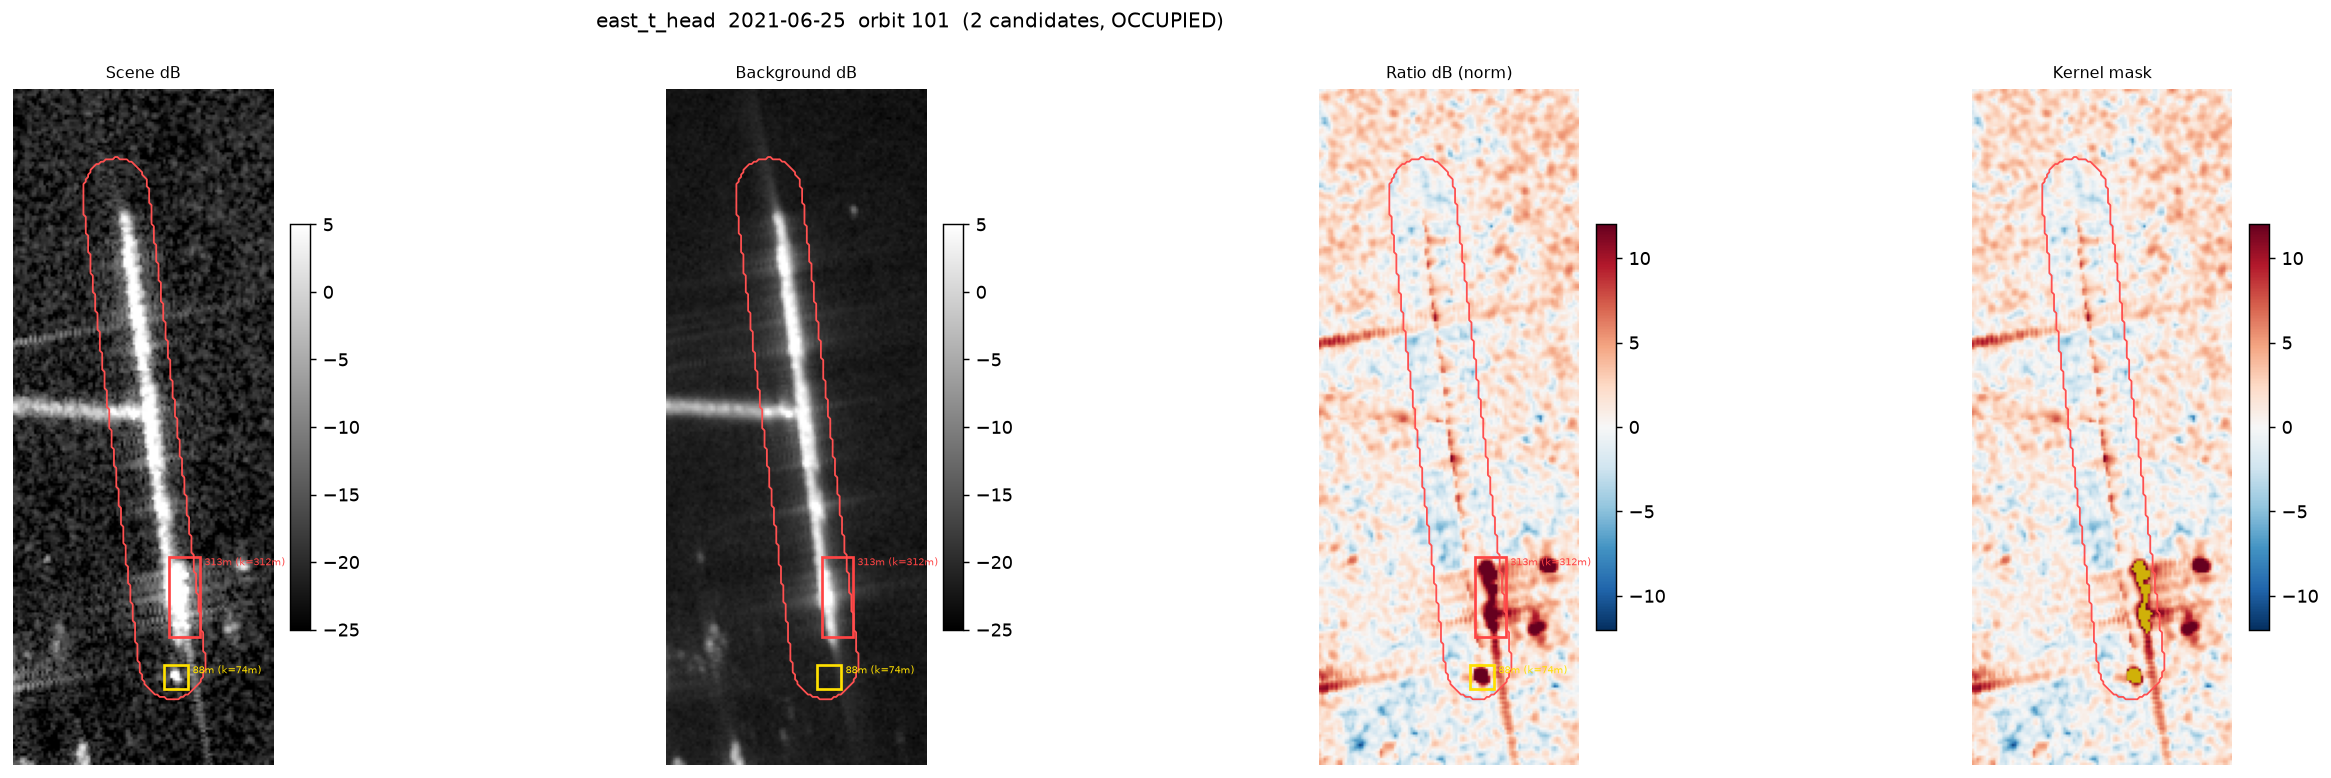 east_t_head  2021-06-25  orbit 101  (2 candidates, OCCUPIED)
Scene dB
Background dB
Ratio dB (norm)
Kernel mask
5
0
−5
−10
−15
−20
−25
313m (k=312m)
88m (k=74m)
5
0
−5
−10
−15
−20
−25
313m (k=312m)
88m (k=74m)
10
5
0
−5
−10
313m (k=312m)
88m (k=74m)
10
5
0
−5
−10